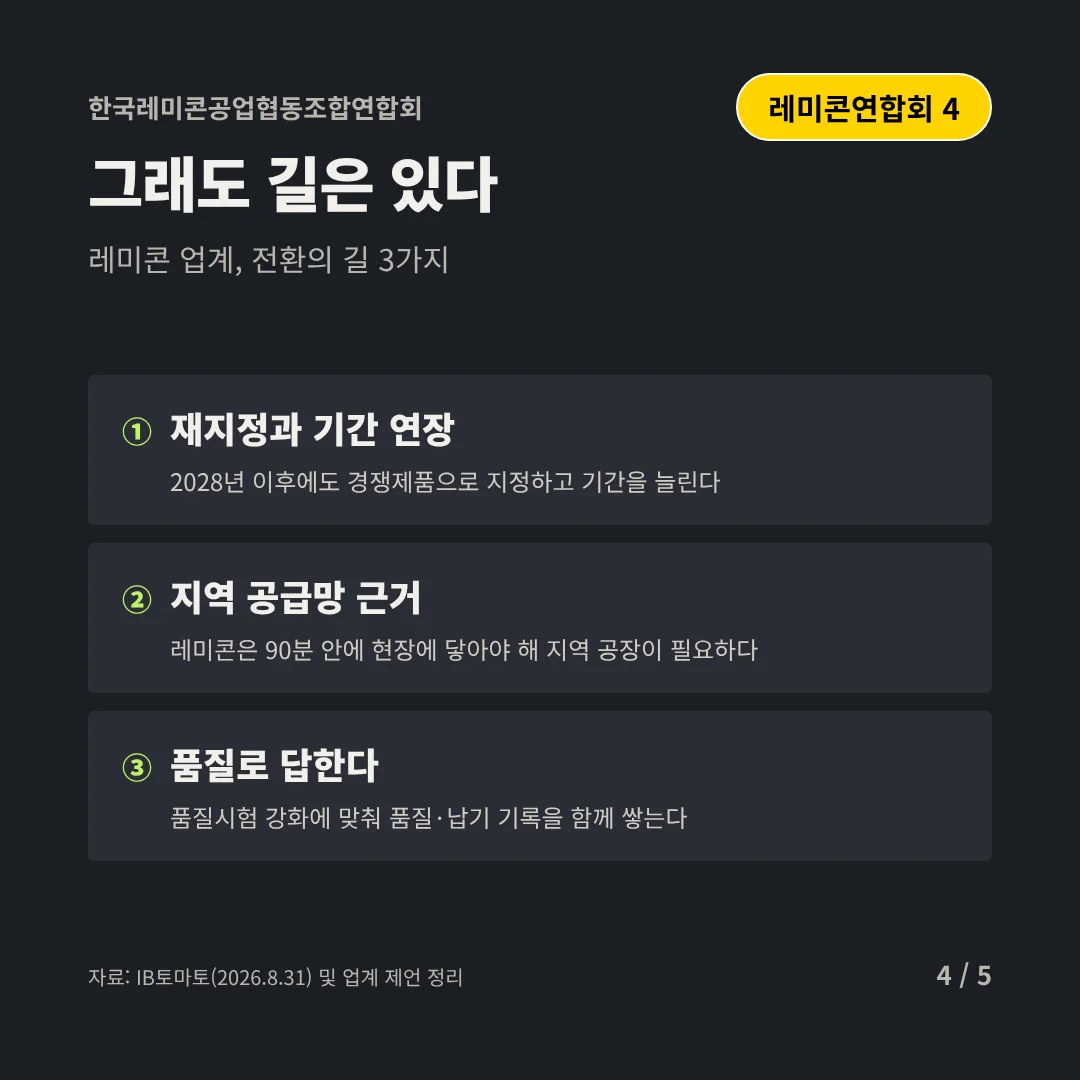 한국레미콘공업협동조합연합회
레미콘연합회 4
그래도 길은 있다
레미콘 업계, 전환의 길 3가지
① 재지정과 기간 연장
2028년 이후에도 경쟁제품으로 지정하고 기간을 늘린다
② 지역 공급망 근거
레미콘은 90분 안에 현장에 닿아야 해 지역 공장이 필요하다
③ 품질로 답한다
품질시험 강화에 맞춰 품질·납기 기록을 함께 쌓는다
자료: IB토마토(2026.8.31) 및 업계 제언 정리
4 / 5